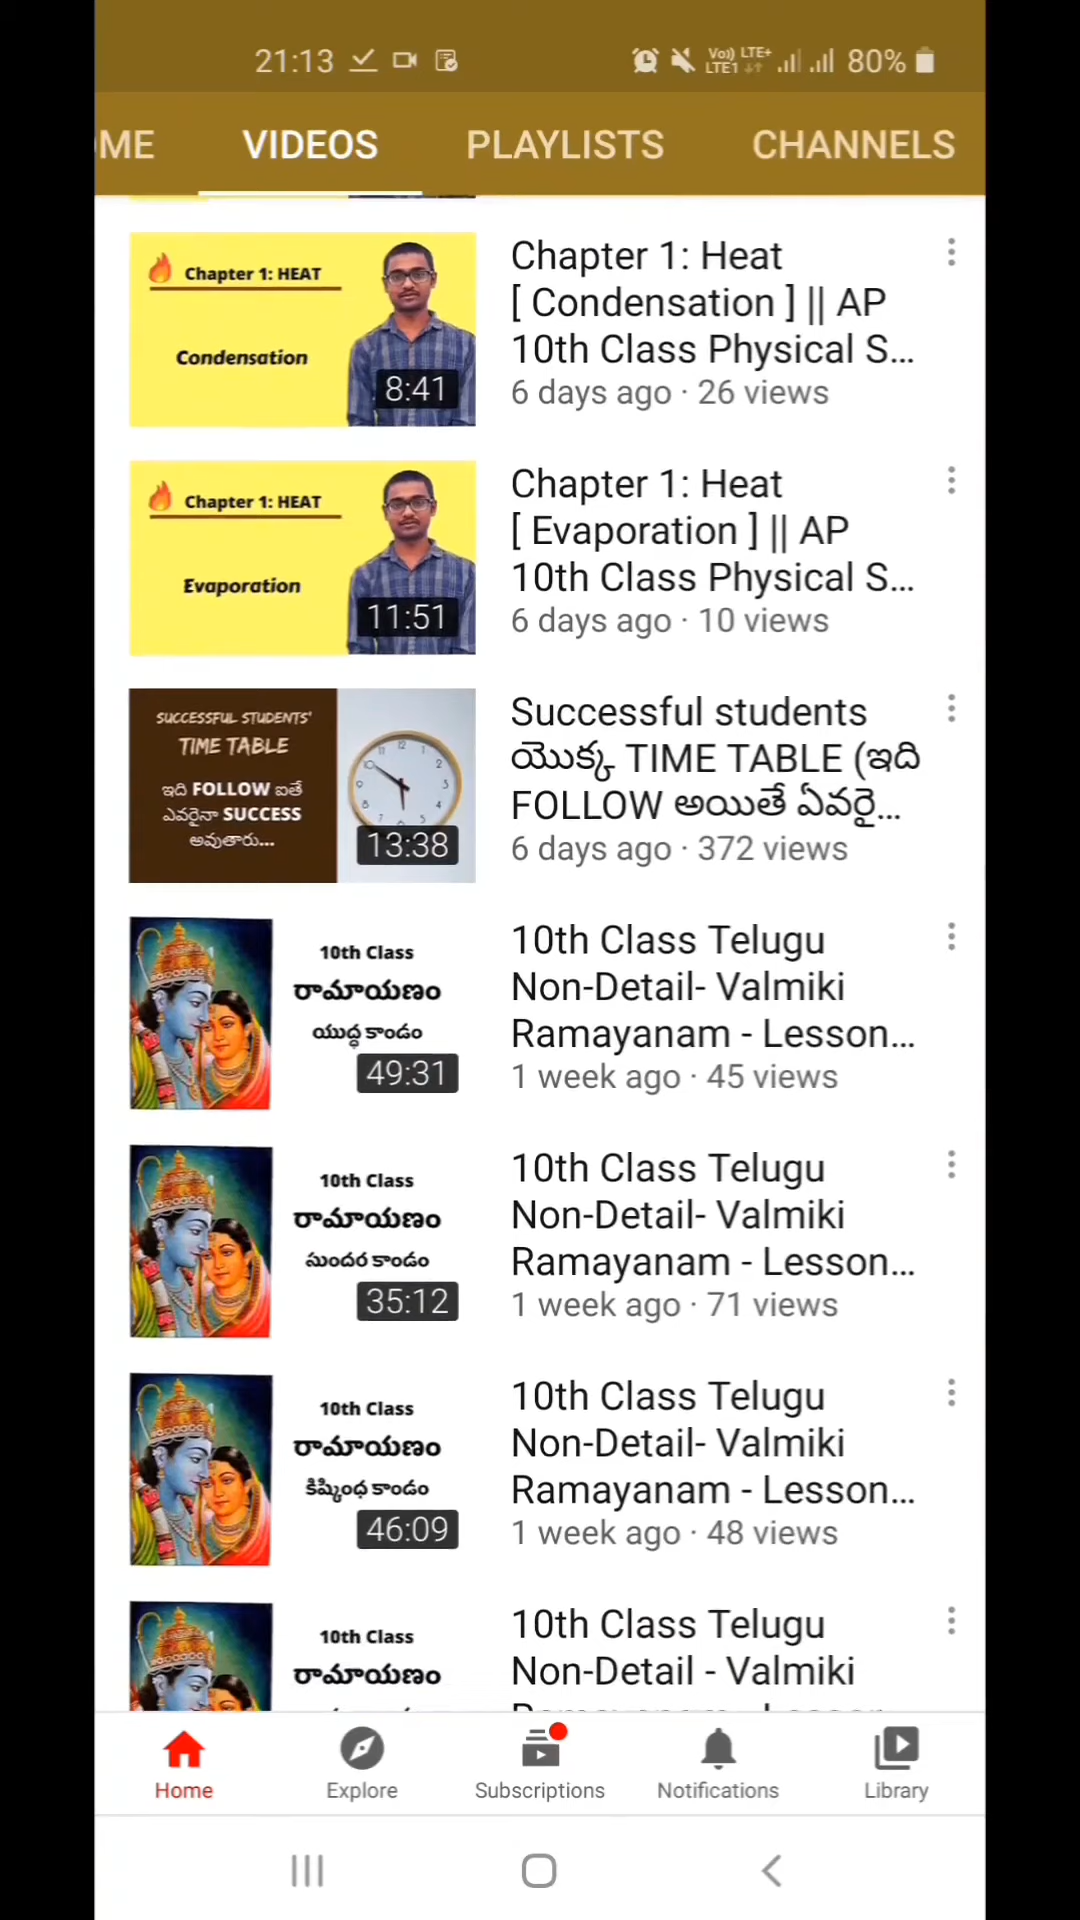 21:13
Vo)) LTE+
LTE1
80%
OME
VIDEOS
PLAYLISTS
CHANNELS
Chapter 1: HEAT
Condensation
8:41
Chapter 1: Heat
[ Condensation ] || AP
10th Class Physical S...
6 days ago · 26 views
Chapter 1: HEAT
Evaporation
11:51
Chapter 1: Heat
[ Evaporation ] || AP
10th Class Physical S...
6 days ago · 10 views
SUCCESSFUL STUDENTS'
TIME TABLE
ఇది FOLLOW ఐతే
ఎవరైనా SUCCESS
అవుతారు...
13:38
Successful students
యొక్క TIME TABLE (ఇది
FOLLOW అయితే ఏవరై...
6 days ago · 372 views
10th Class
రామాయణం
యుద్ధ కాండం
49:31
10th Class Telugu
Non-Detail- Valmiki
Ramayanam - Lesson...
1 week ago · 45 views
10th Class
రామాయణం
సుందర కాండం
35:12
10th Class Telugu
Non-Detail- Valmiki
Ramayanam - Lesson...
1 week ago · 71 views
10th Class
రామాయణం
కిష్కింధ కాండం
46:09
10th Class Telugu
Non-Detail- Valmiki
Ramayanam - Lesson...
1 week ago · 48 views
10th Class
రామాయణం
10th Class Telugu
Non-Detail - Valmiki
Home
Explore
Subscriptions
Notifications
Library